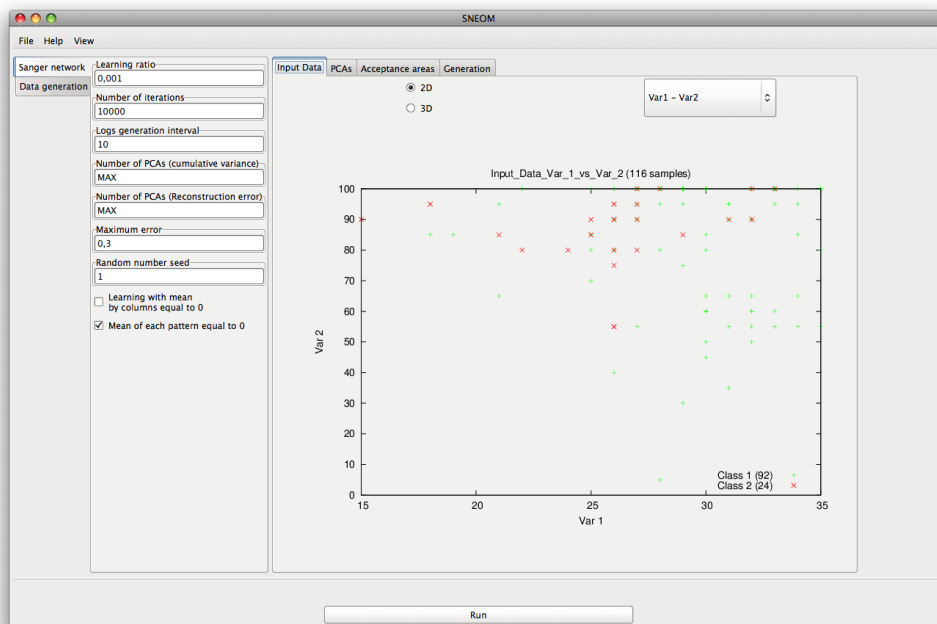 SNEOM
File Help View
Sanger network
Data generation
Learning ratio
0,001
Number of iterations
10000
Logs generation interval
10
Number of PCAs (cumulative variance)
MAX
Number of PCAs (Reconstruction error)
MAX
Maximum error
0,3
Random number seed
1
Learning with mean
by columns equal to 0
Mean of each pattern equal to 0
Input Data PCAs Acceptance areas Generation
2D
3D
Var1 - Var2
Input_Data_Var_1_vs_Var_2 (116 samples)
100
90
80
70
60
50
40
30
20
10
0
Var 2
Class 1 (92)
Class 2 (24)
15 20 25 30 35
Var 1
Run